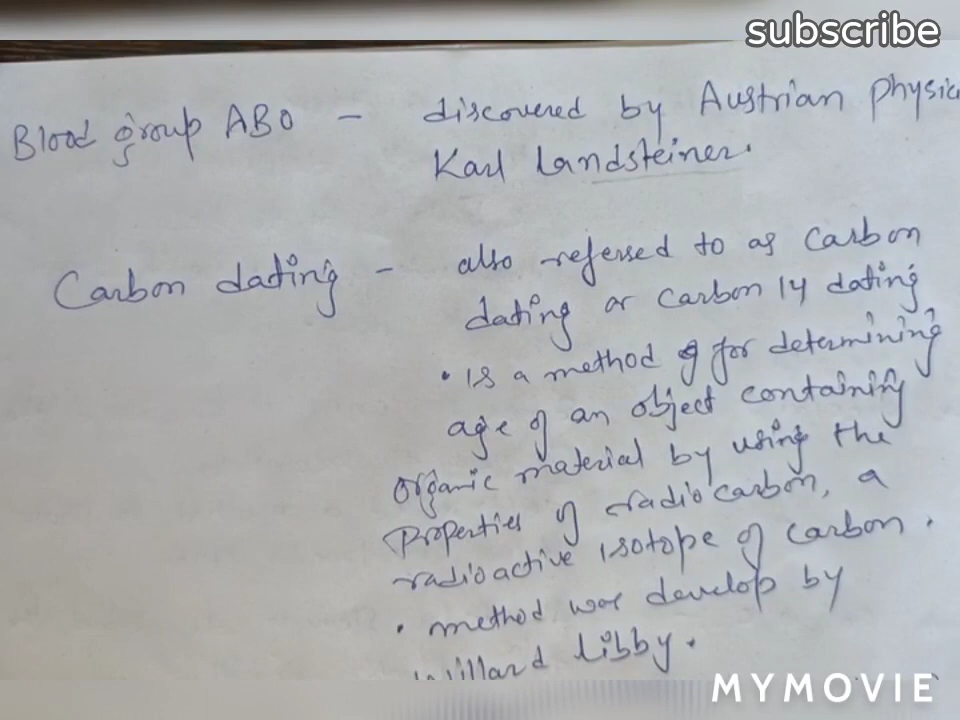 subscribe
Blood group ABO - discovered by Austrian Physic
Karl Landsteiner.
Carbon dating - also referred to as Carbon
dating or Carbon 14 dating
• is a method for determining
age of an object containing
organic material by using the
Properties of radiocarbon, a
radioactive isotope of carbon.
• method was develop by
Willard Libby.
MYMOVIE